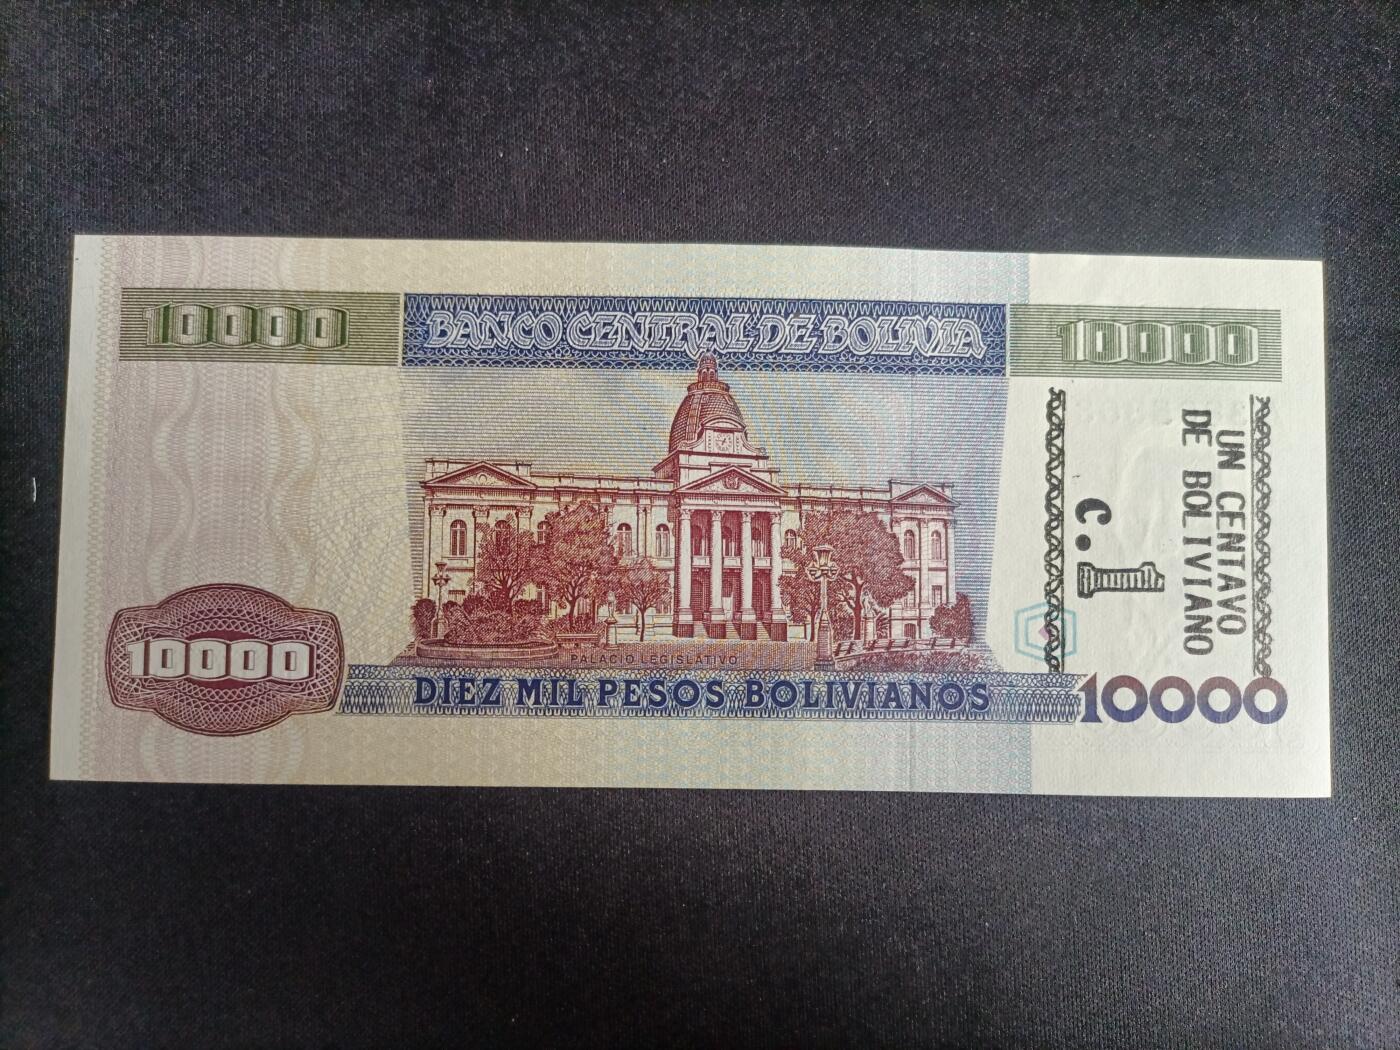 10000
BANCO CENTRAL DE BOLIVIA
10000
UN CENTAVO
DE BOLIVIANO
c.1
PALACIO LEGISLATIVO
10000
DIEZ MIL PESOS BOLIVIANOS
10000